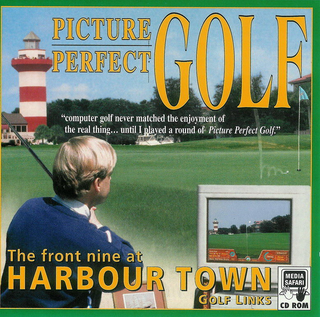 PICTURE
PERFECT
GOLF
“computer golf never matched the enjoyment of
the real thing... until I played a round of Picture Perfect Golf.”
The front nine at
HARBOUR TOWN
GOLF LINKS
MEDIA
SAFARI
CD ROM